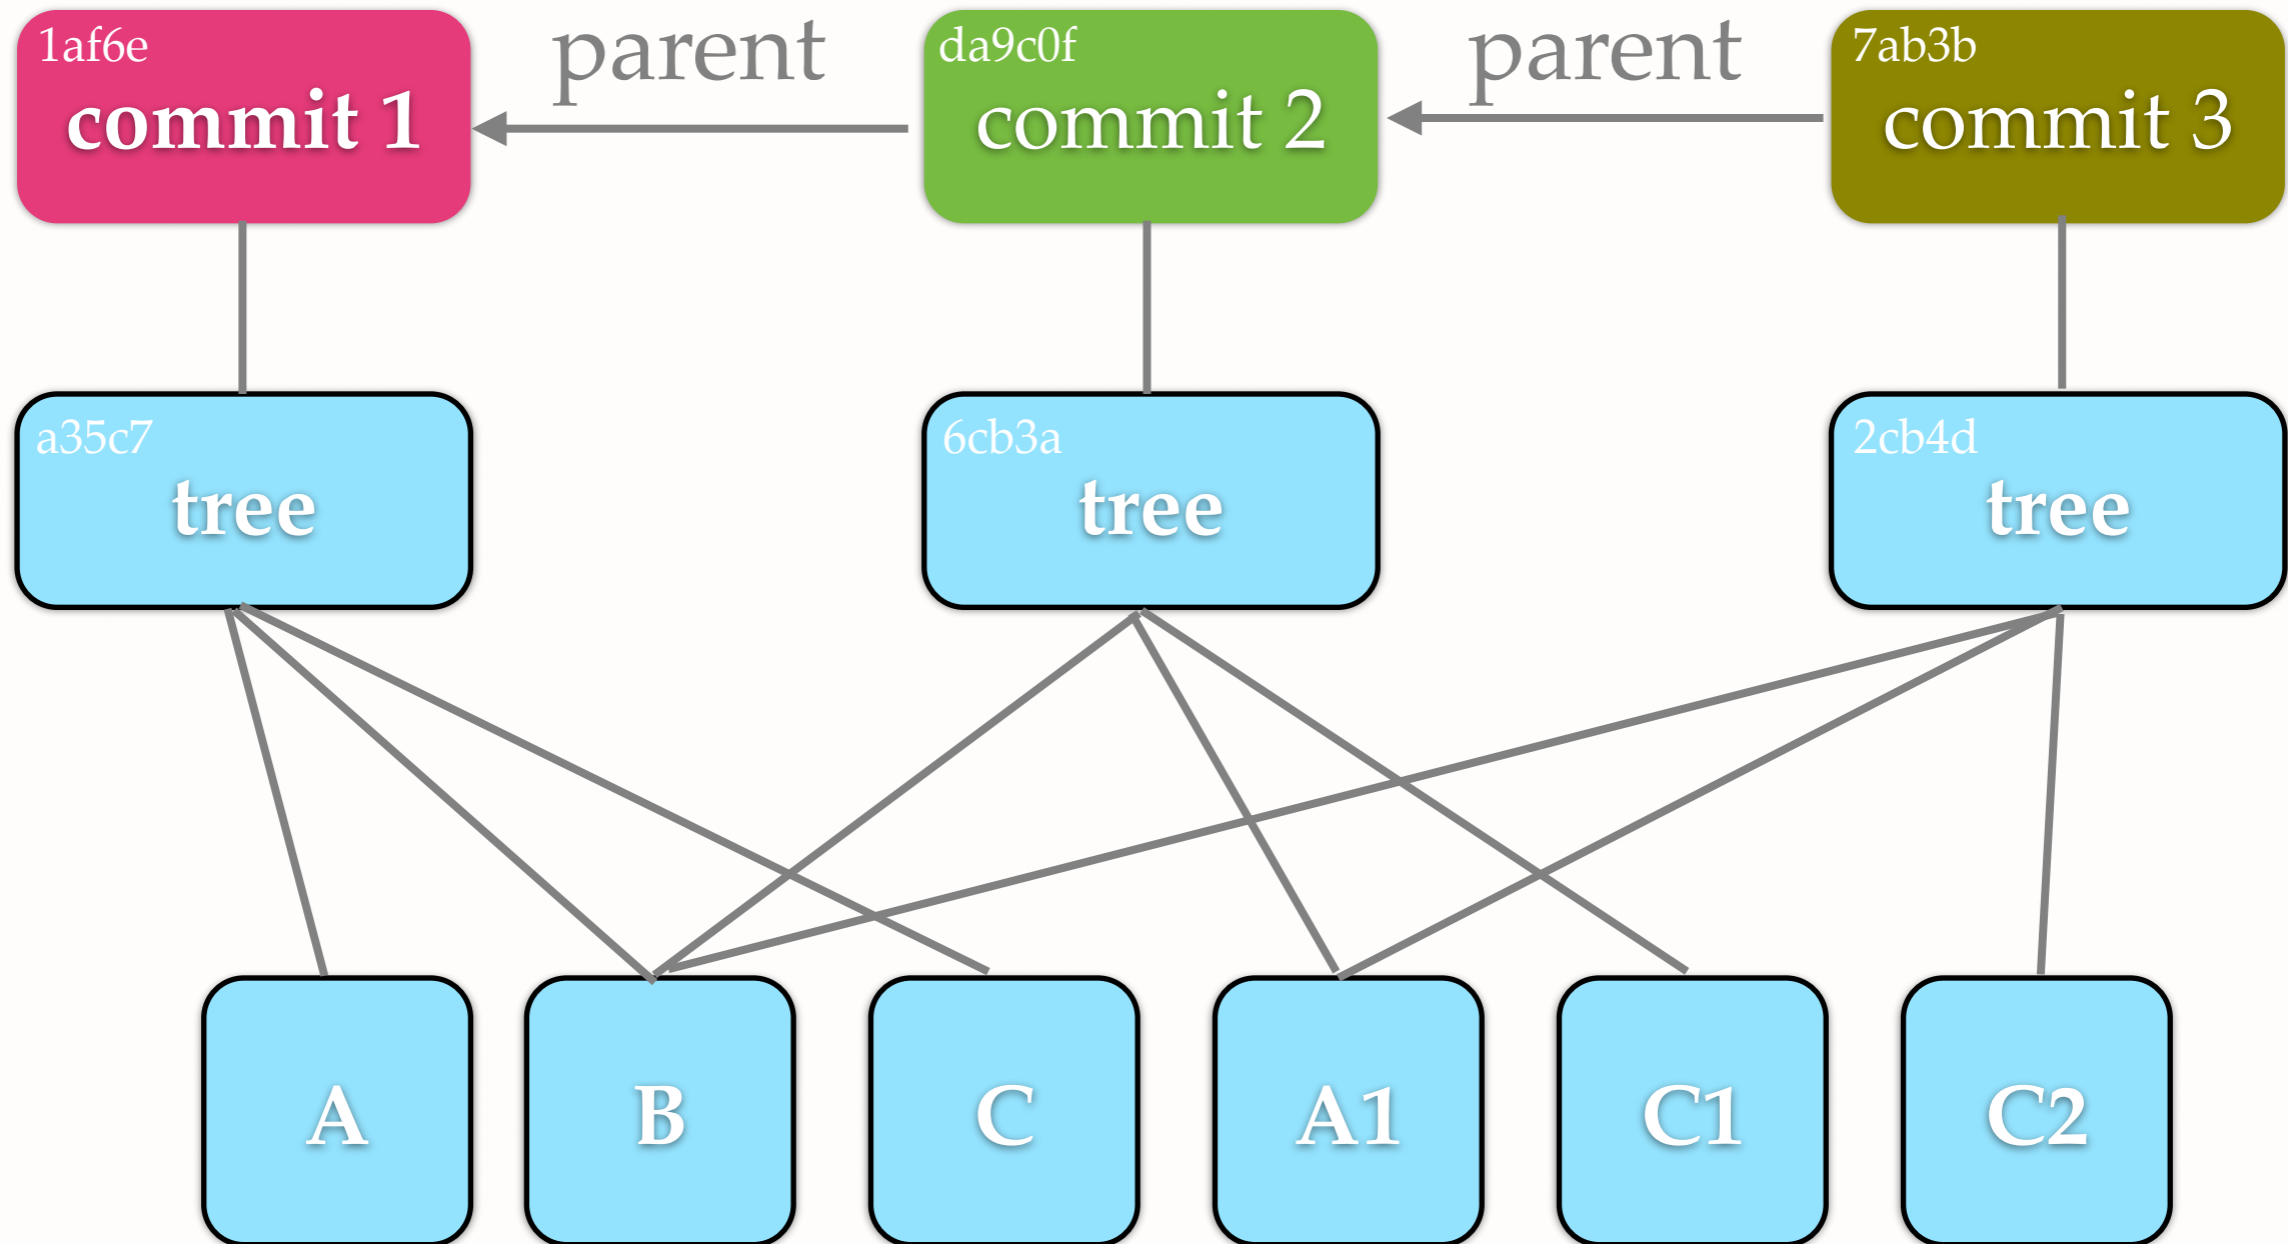 1af6e
commit 1
parent
da9c0f
commit 2
parent
7ab3b
commit 3
a35c7
tree
6cb3a
tree
2cb4d
tree
A
B
C
A1
C1
C2